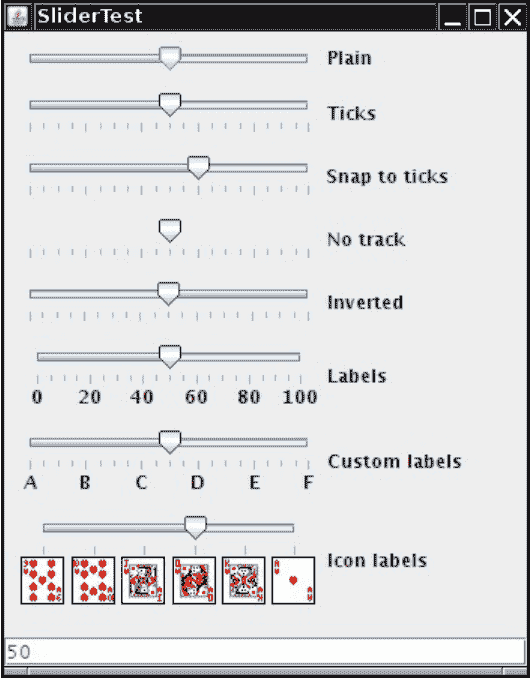 SliderTest
Plain
Ticks
Snap to ticks
No track
Inverted
Labels
0 20 40 60 80 100
Custom labels
A B C D E F
Icon labels
50